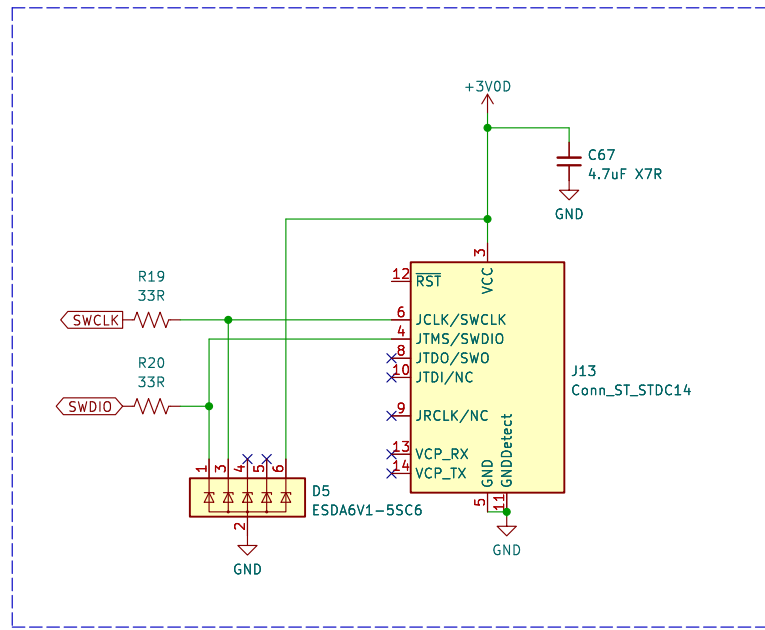 +3V0D
C67
4.7uF X7R
GND
3
VCC
R19
33R
12
RST
SWCLK
6
JCLK/SWCLK
4
JTMS/SWDIO
R20
33R
8
JTDO/SWO
10
JTDI/NC
J13
Conn_ST_STDC14
SWDIO
9
JRCLK/NC
13
VCP_RX
14
VCP_TX
GND
GNDDetect
5
11
GND
1
3
4
5
6
D5
ESDA6V1-5SC6
2
GND